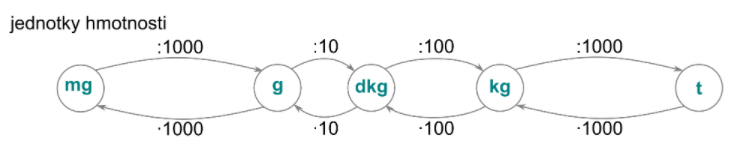 jednotky hmotnosti
:1000 :10 :100 :1000
mg g dkg kg t
·1000 ·10 ·100 ·1000